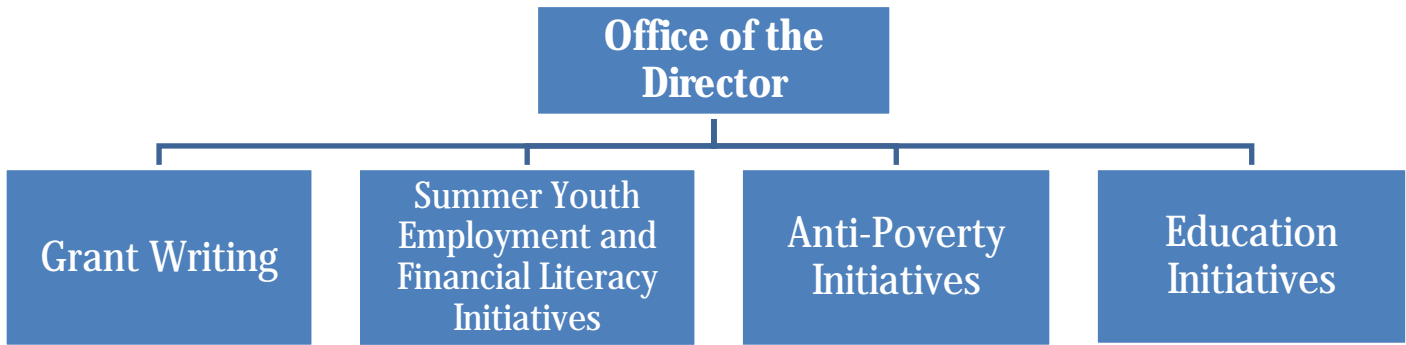 Office of the
Director
Grant Writing
Summer Youth
Employment and
Financial Literacy
Initiatives
Anti-Poverty
Initiatives
Education
Initiatives